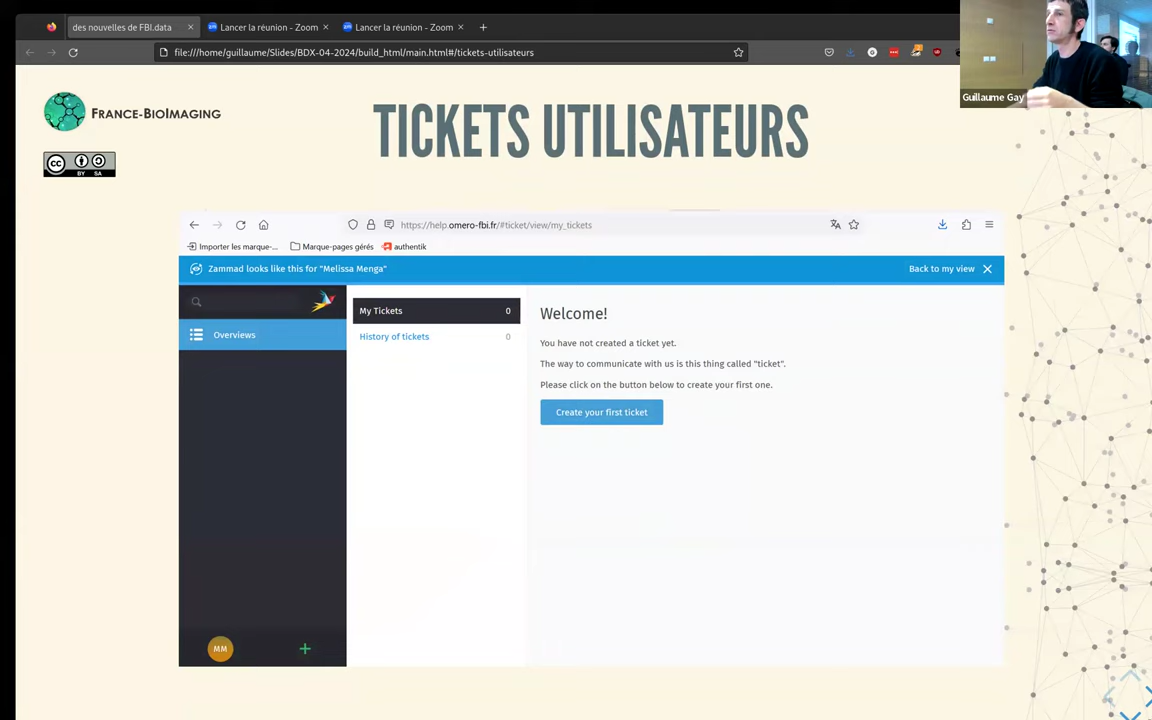 des nouvelles de FBI.data
Lancer la réunion - Zoom
Lancer la réunion - Zoom
file:///home/guillaume/Slides/BDX-04-2024/build_html/main.html#/tickets-utilisateurs
Guillaume Gay
FRANCE-BIOIMAGING
CC BY SA
TICKETS UTILISATEURS
https://help.omero-fbi.fr/#ticket/view/my_tickets
Importer les marque-...
Marque-pages gérés
authentik
Zammad looks like this for "Melissa Menga"
Back to my view
My Tickets 0
History of tickets 0
Overviews
Welcome!
You have not created a ticket yet.
The way to communicate with us is this thing called "ticket".
Please click on the button below to create your first one.
Create your first ticket
MM